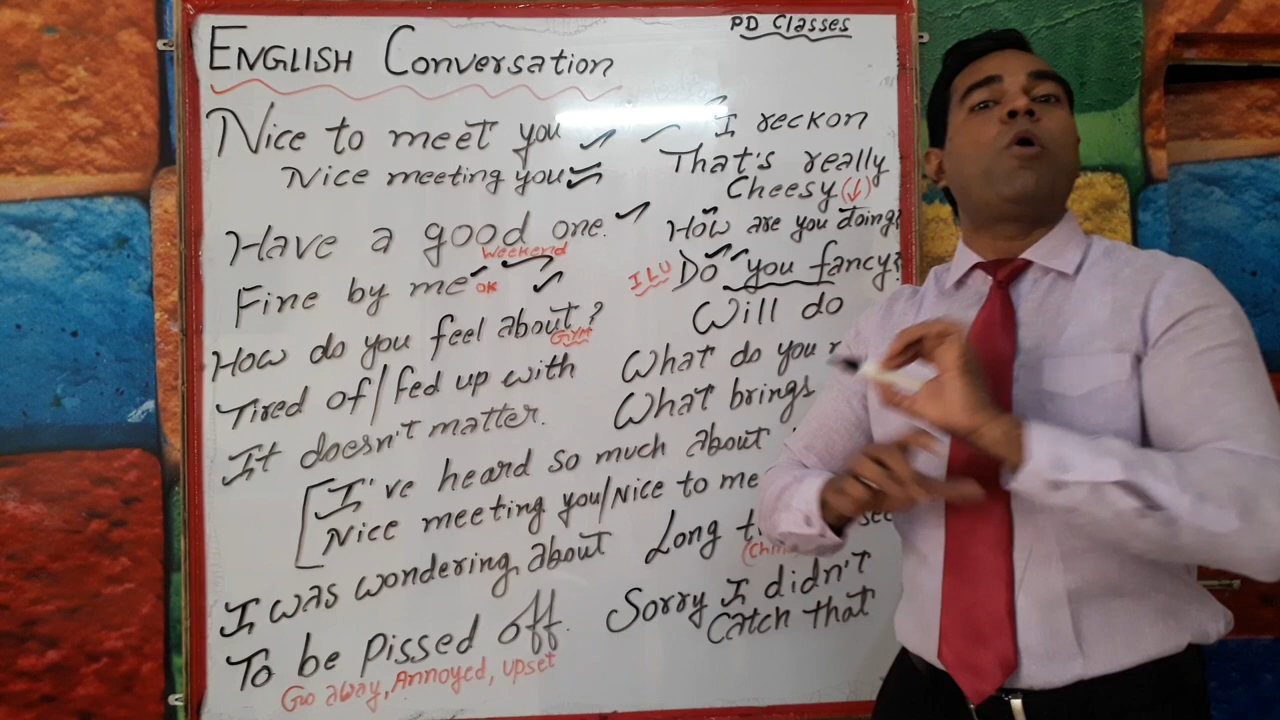 PD Classes
ENGLISH Conversation
Nice to meet you
Nice meeting you
Have a good one.
Weekend
Fine by me
OK
How do you feel about?
Gym
Tired of/fed up with
It doesn't matter.
I've heard so much about
Nice meeting you/Nice to me
I was wondering about
To be pissed off.
Go away, Annoyed, upset
I reckon
That's really
Cheesy (↓)
How are you doing?
ILU Do you fancy?
Will do
What do you
What brings
Long
Sorry I didn't
Catch that